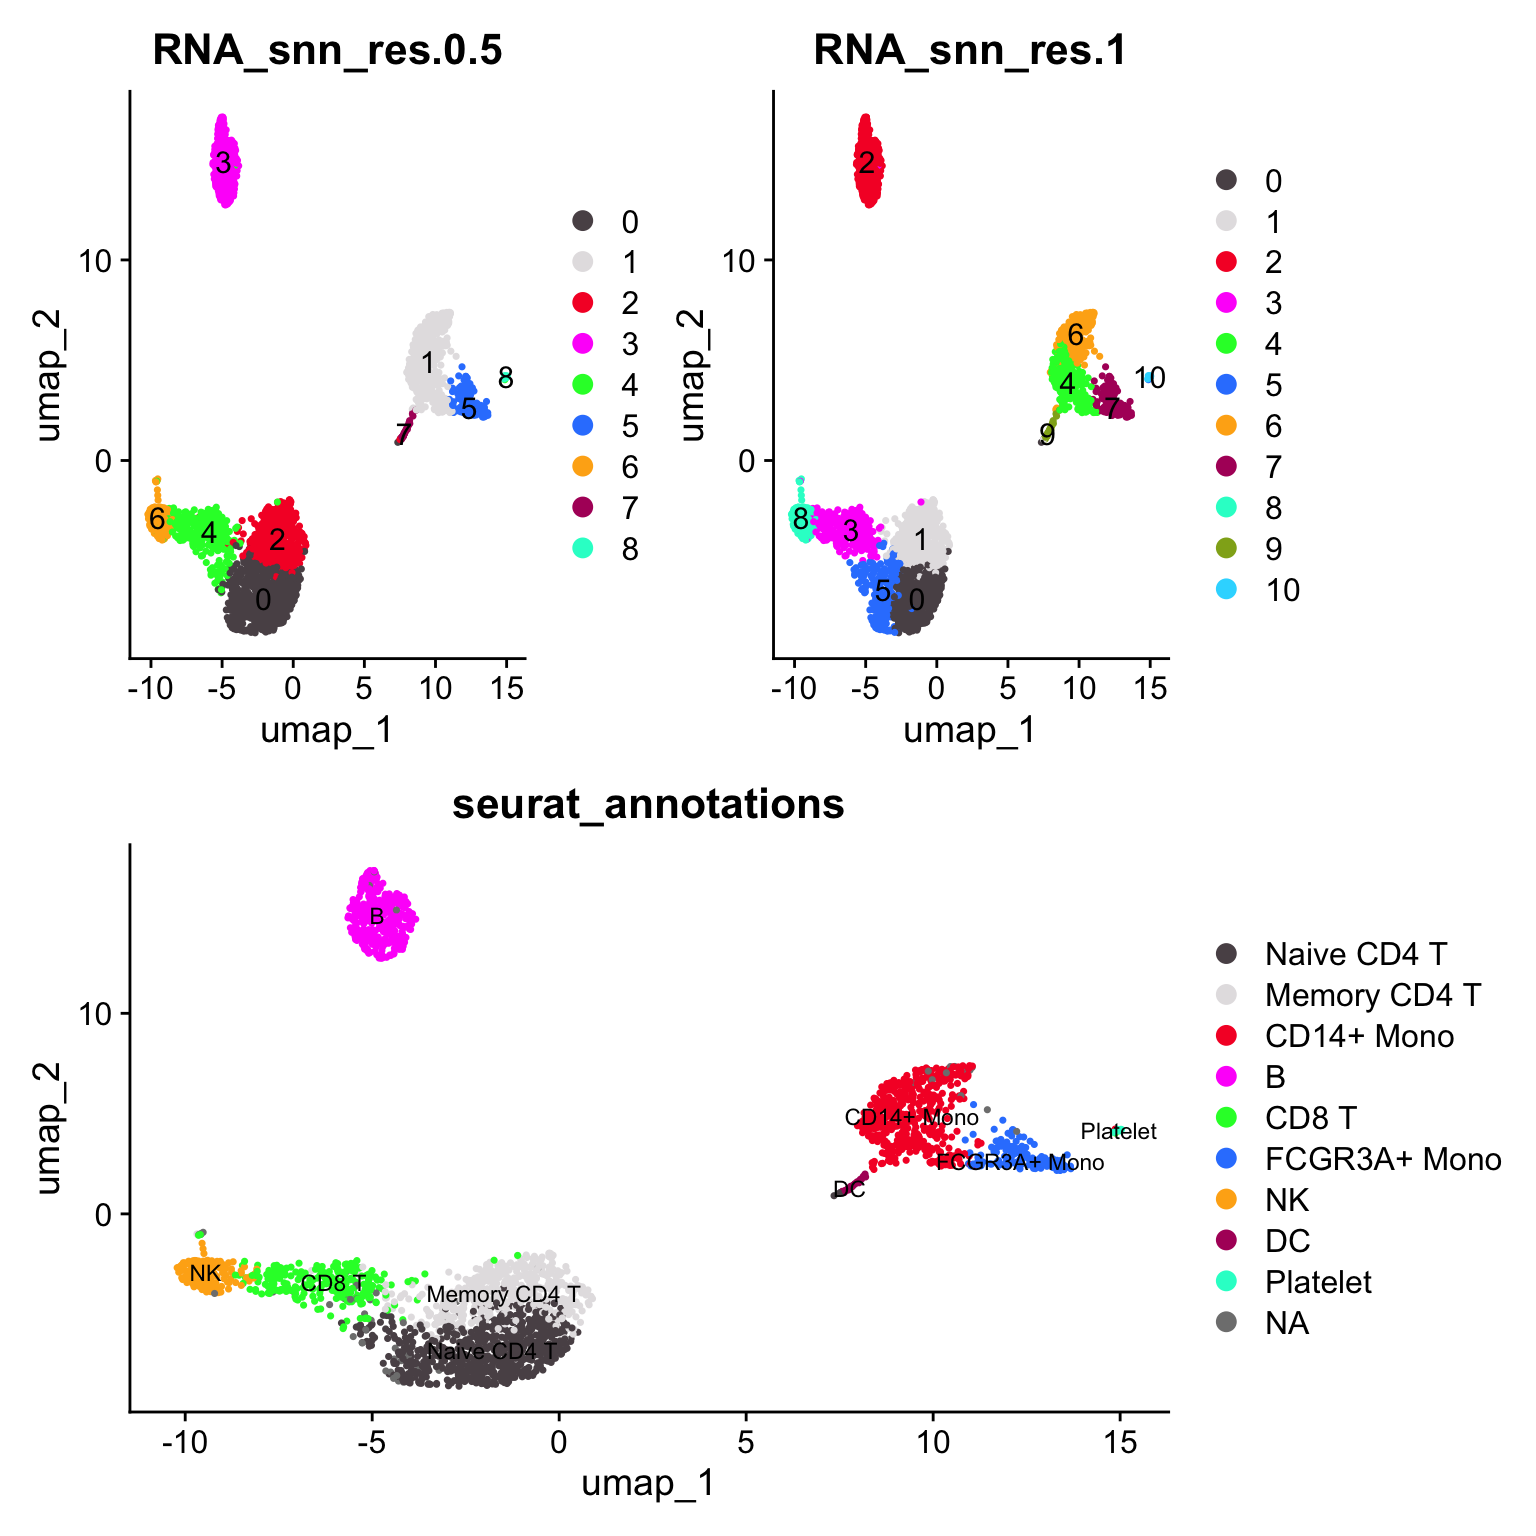 RNA_snn_res.0.5
umap_2
10
0
3
1
8
5
7
6
4
2
0
-10 -5 0 5 10 15
umap_1
0
1
2
3
4
5
6
7
8
RNA_snn_res.1
umap_2
10
0
2
6
4
10
7
9
8
3
1
5
0
-10 -5 0 5 10 15
umap_1
0
1
2
3
4
5
6
7
8
9
10
seurat_annotations
umap_2
10
0
B
CD14+ Mono
Platelet
FCGR3A+ Mono
DC
NK
CD8 T
Memory CD4 T
Naive CD4 T
-10 -5 0 5 10 15
umap_1
Naive CD4 T
Memory CD4 T
CD14+ Mono
B
CD8 T
FCGR3A+ Mono
NK
DC
Platelet
NA